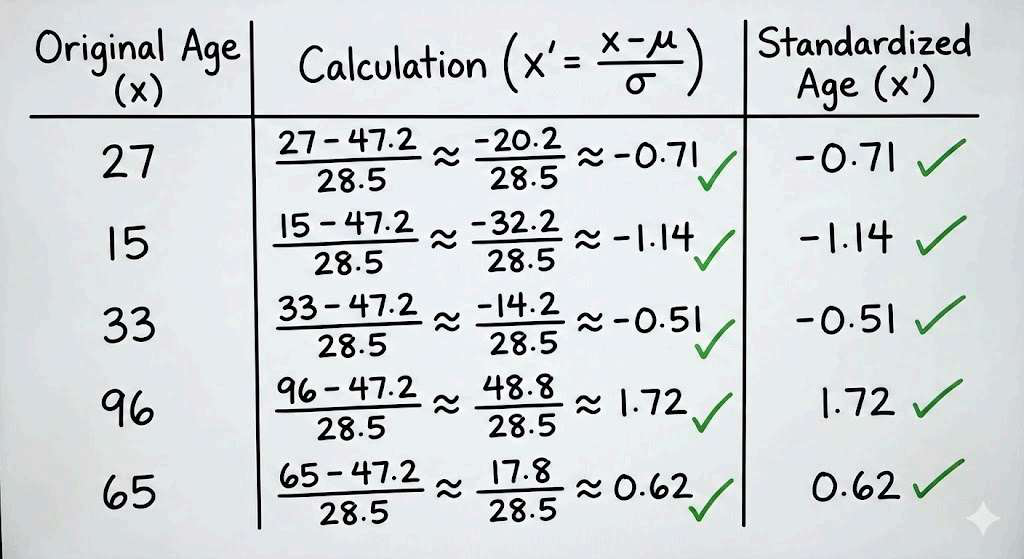 Original Age (x) | Calculation (x' = (x − μ)/σ) | Standardized Age (x')
27 | (27 − 47.2)/28.5 ≈ −20.2/28.5 ≈ −0.71 ✓ | −0.71 ✓
15 | (15 − 47.2)/28.5 ≈ −32.2/28.5 ≈ −1.14 ✓ | −1.14 ✓
33 | (33 − 47.2)/28.5 ≈ −14.2/28.5 ≈ −0.51 ✓ | −0.51 ✓
96 | (96 − 47.2)/28.5 ≈ 48.8/28.5 ≈ 1.72 ✓ | 1.72 ✓
65 | (65 − 47.2)/28.5 ≈ 17.8/28.5 ≈ 0.62 ✓ | 0.62 ✓